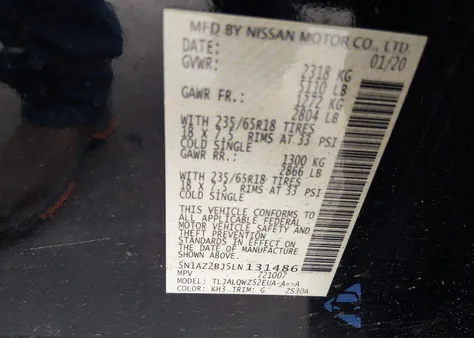 MFD BY NISSAN MOTOR CO., LTD.
DATE: 01/20
GVWR: 2318 KG
5110 LB
GAWR FR.: 1272 KG
2804 LB
WITH 235/65R18 TIRES
18 X 7.5 RIMS AT 33 PSI
COLD SINGLE
GAWR RR.: 1300 KG
2866 LB
WITH 235/65R18 TIRES
18 X 7.5 RIMS AT 33 PSI
COLD SINGLE
THIS VEHICLE CONFORMS TO
ALL APPLICABLE FEDERAL
MOTOR VEHICLE SAFETY AND
THEFT PREVENTION
STANDARDS IN EFFECT ON
THE DATE OF MANUFACTURE
SHOWN ABOVE.
5N1AZ2BJ5LN131486
MPV 721007
MODEL: TLJALQWZ52EUA-A--A
COLOR: KH3 TRIM: G ZS30A